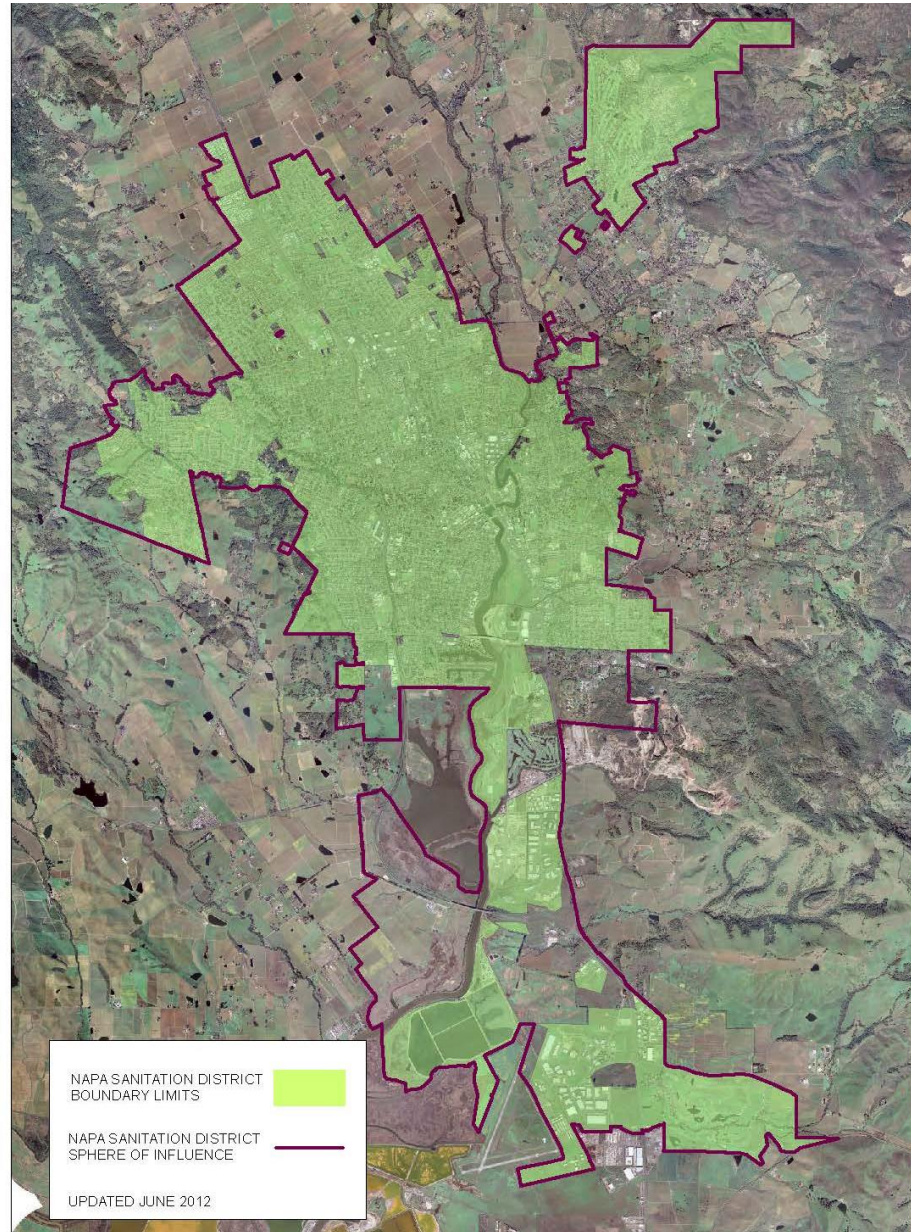 NAPA SANITATION DISTRICT
BOUNDARY LIMITS
NAPA SANITATION DISTRICT
SPHERE OF INFLUENCE
UPDATED JUNE 2012